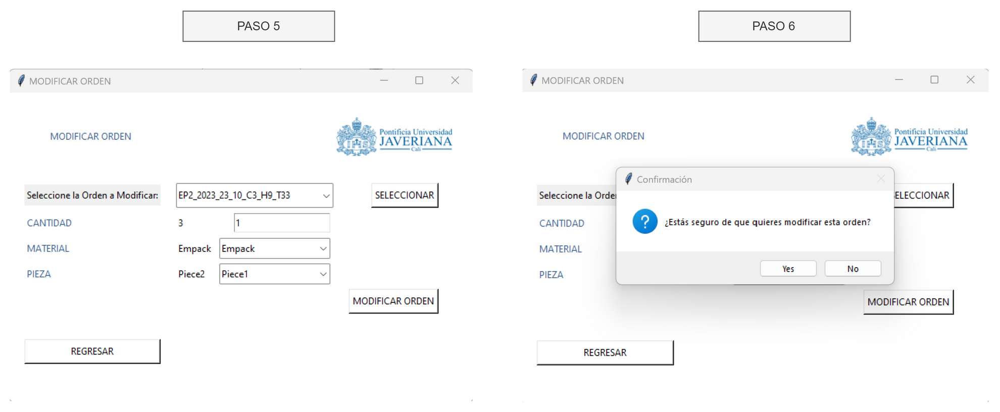 PASO 5
MODIFICAR ORDEN
MODIFICAR ORDEN
Pontificia Universidad
JAVERIANA
Cali
Seleccione la Orden a Modificar:
EP2_2023_23_10_C3_H9_T33
SELECCIONAR
CANTIDAD
3
1
MATERIAL
Empack
Empack
PIEZA
Piece2
Piece1
MODIFICAR ORDEN
REGRESAR
PASO 6
MODIFICAR ORDEN
MODIFICAR ORDEN
Pontificia Universidad
JAVERIANA
Cali
Confirmación
Seleccione la Orde
ELECCIONAR
¿Estás seguro de que quieres modificar esta orden?
CANTIDAD
MATERIAL
Yes
No
PIEZA
MODIFICAR ORDEN
REGRESAR